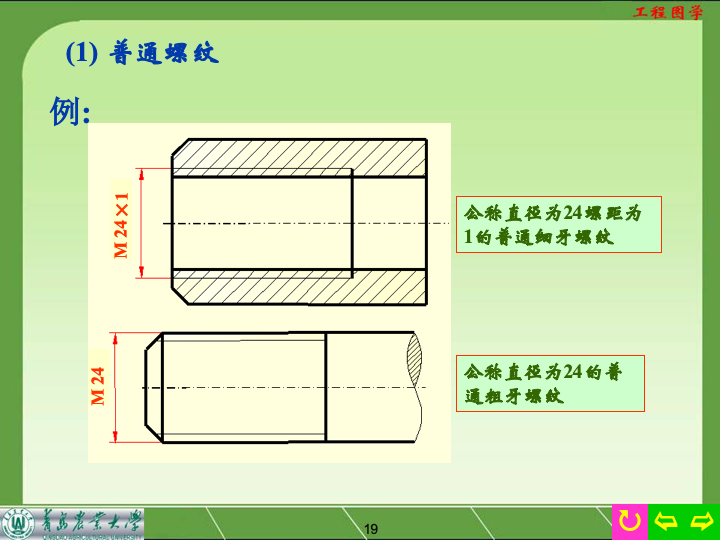 工程图学
(1) 普通螺纹
例:
M 24×1
公称直径为24螺距为
1的普通细牙螺纹
M 24
公称直径为24的普
通粗牙螺纹
青岛农业大学
19